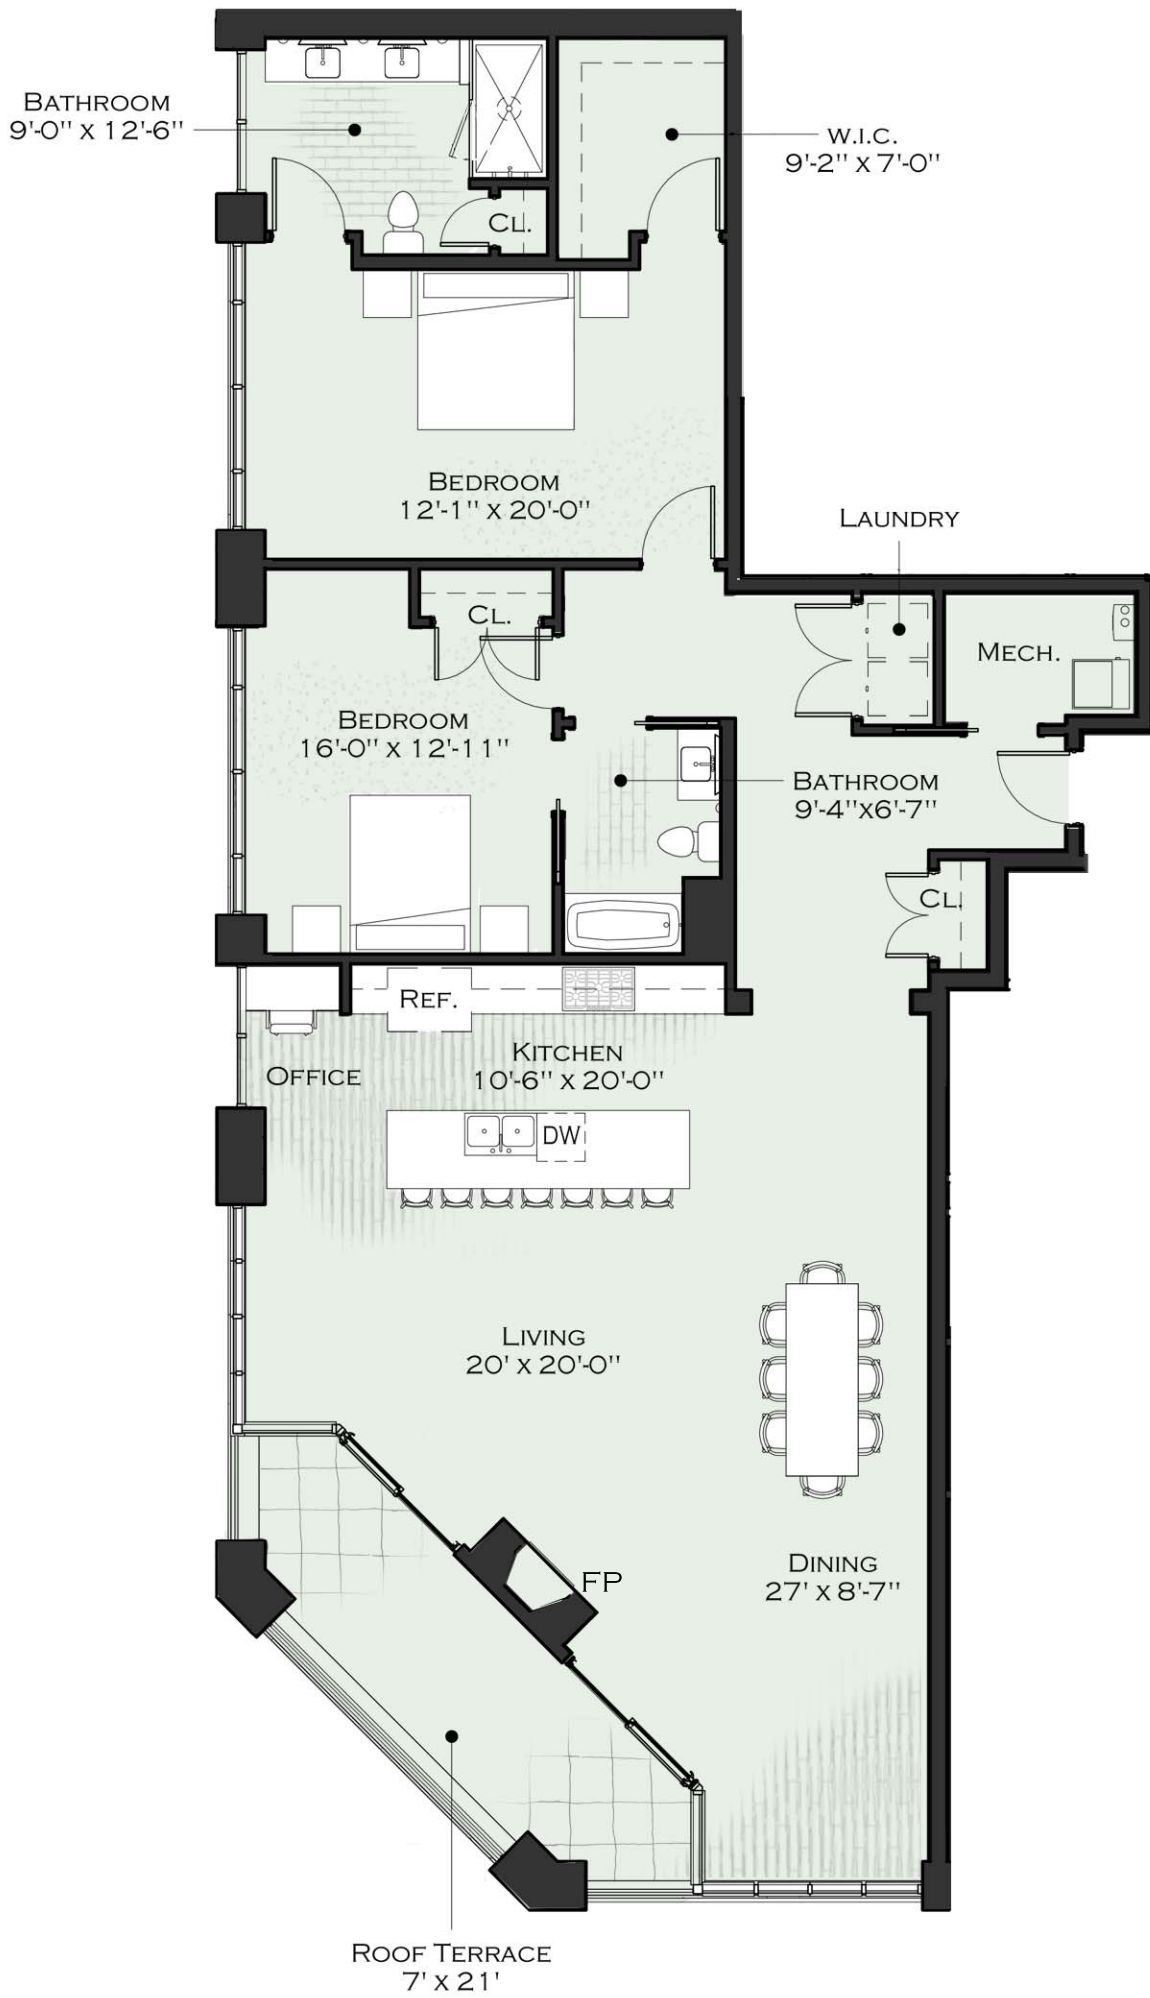 BATHROOM
9'-0" X 12'-6"
W.I.C.
9'-2" X 7'-0"
CL.
BEDROOM
12'-1" X 20'-0"
LAUNDRY
CL.
MECH.
BEDROOM
16'-0" X 12'-11"
BATHROOM
9'-4"X6'-7"
CL.
REF.
KITCHEN
10'-6" X 20'-0"
OFFICE
DW
LIVING
20' X 20'-0"
DINING
27' X 8'-7"
FP
ROOF TERRACE
7' X 21'